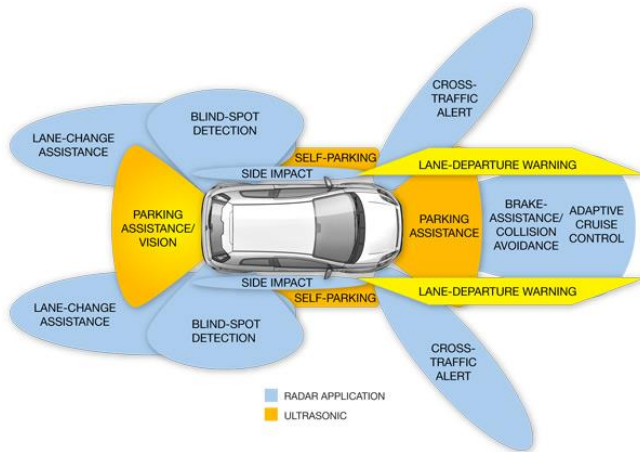 CROSS-
TRAFFIC
ALERT
BLIND-SPOT
DETECTION
LANE-CHANGE
ASSISTANCE
SELF-PARKING
LANE-DEPARTURE WARNING
SIDE IMPACT
PARKING
ASSISTANCE/
VISION
PARKING
ASSISTANCE
BRAKE-
ASSISTANCE/
COLLISION
AVOIDANCE
ADAPTIVE
CRUISE
CONTROL
SIDE IMPACT
SELF-PARKING
LANE-DEPARTURE WARNING
LANE-CHANGE
ASSISTANCE
BLIND-SPOT
DETECTION
CROSS-
TRAFFIC
ALERT
RADAR APPLICATION
ULTRASONIC